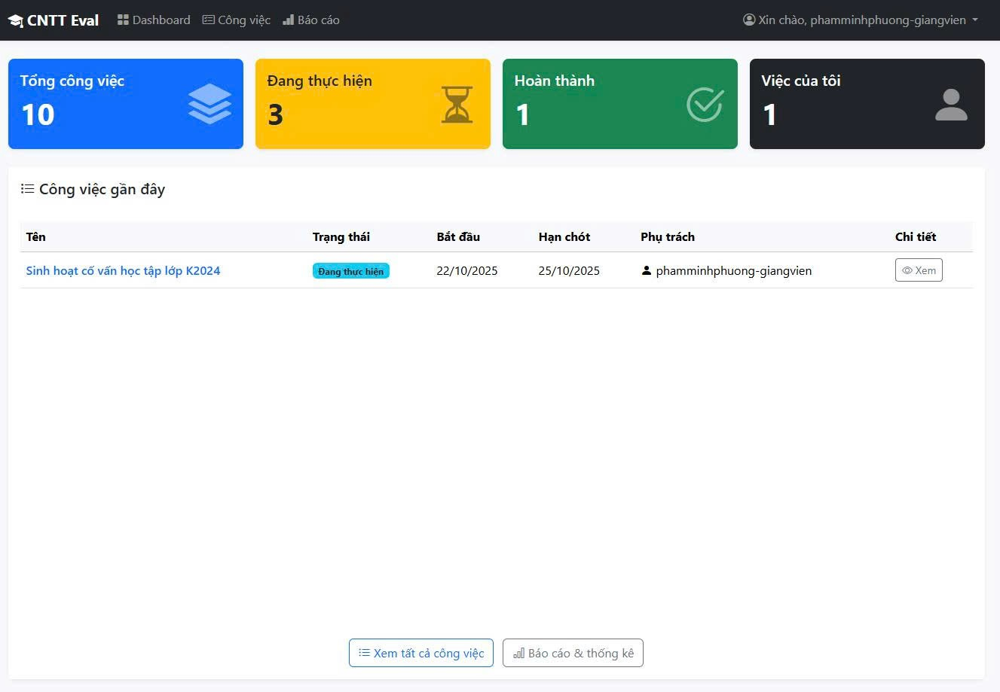 CNTT Eval Dashboard Công việc Báo cáo Xin chào, phamminhphuong-giangvien
Tổng công việc Đang thực hiện Hoàn thành Việc của tôi
10 3 1 1
Công việc gần đây
Tên Trạng thái Bắt đầu Hạn chót Phụ trách Chi tiết
Sinh hoạt cố vấn học tập lớp K2024 Đang thực hiện 22/10/2025 25/10/2025 phamminhphuong-giangvien Xem
Xem tất cả công việc Báo cáo & thống kê